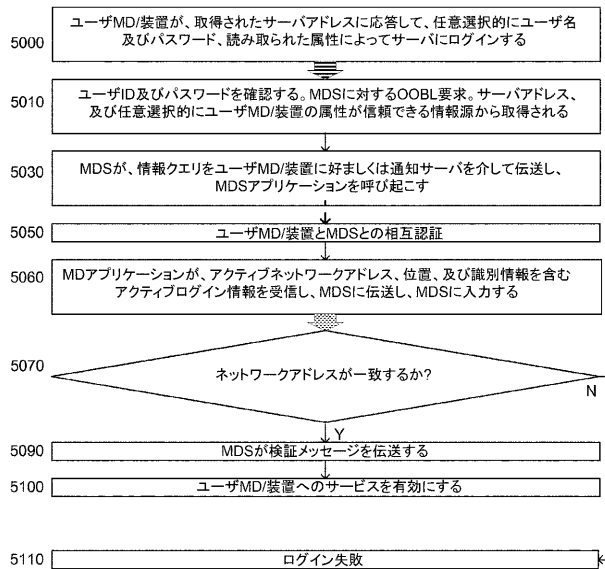 5000
ユーザMD/装置が、取得されたサーバアドレスに応答して、任意選択的にユーザ名
及びパスワード、読み取られた属性によってサーバにログインする
5010
ユーザID及びパスワードを確認する。MDSに対するOOBL要求。サーバアドレス、
及び任意選択的にユーザMD/装置の属性が信頼できる情報源から取得される
5030
MDSが、情報クエリをユーザMD/装置に好ましくは通知サーバを介して伝送し、
MDSアプリケーションを呼び起こす
5050
ユーザMD/装置とMDSとの相互認証
5060
MDアプリケーションが、アクティブネットワークアドレス、位置、及び識別情報を含む
アクティブログイン情報を受信し、MDSに伝送し、MDSに入力する
5070
ネットワークアドレスが一致するか?
N
Y
5090
MDSが検証メッセージを伝送する
5100
ユーザMD/装置へのサービスを有効にする
5110
ログイン失敗